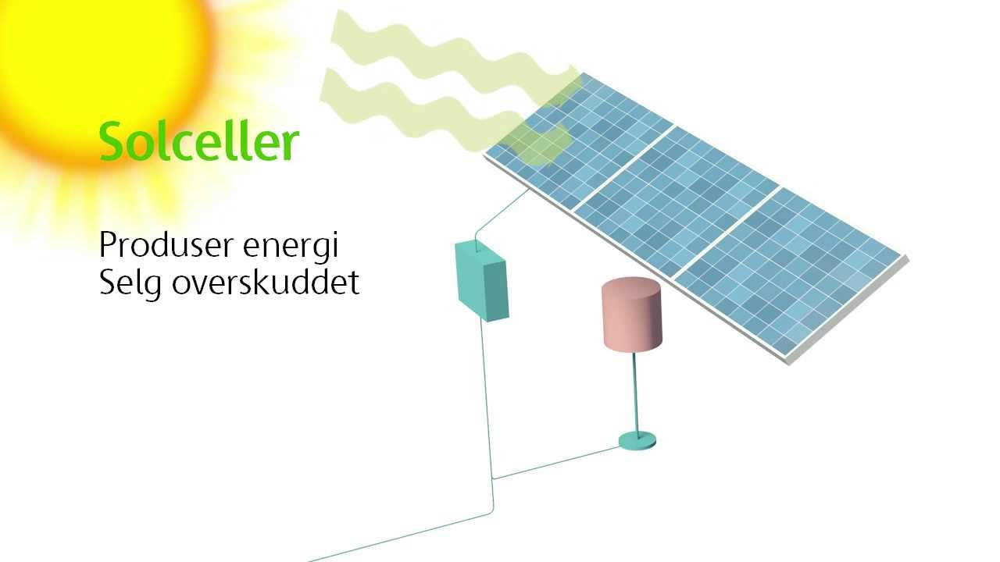 Solceller
Produser energi
Selg overskuddet